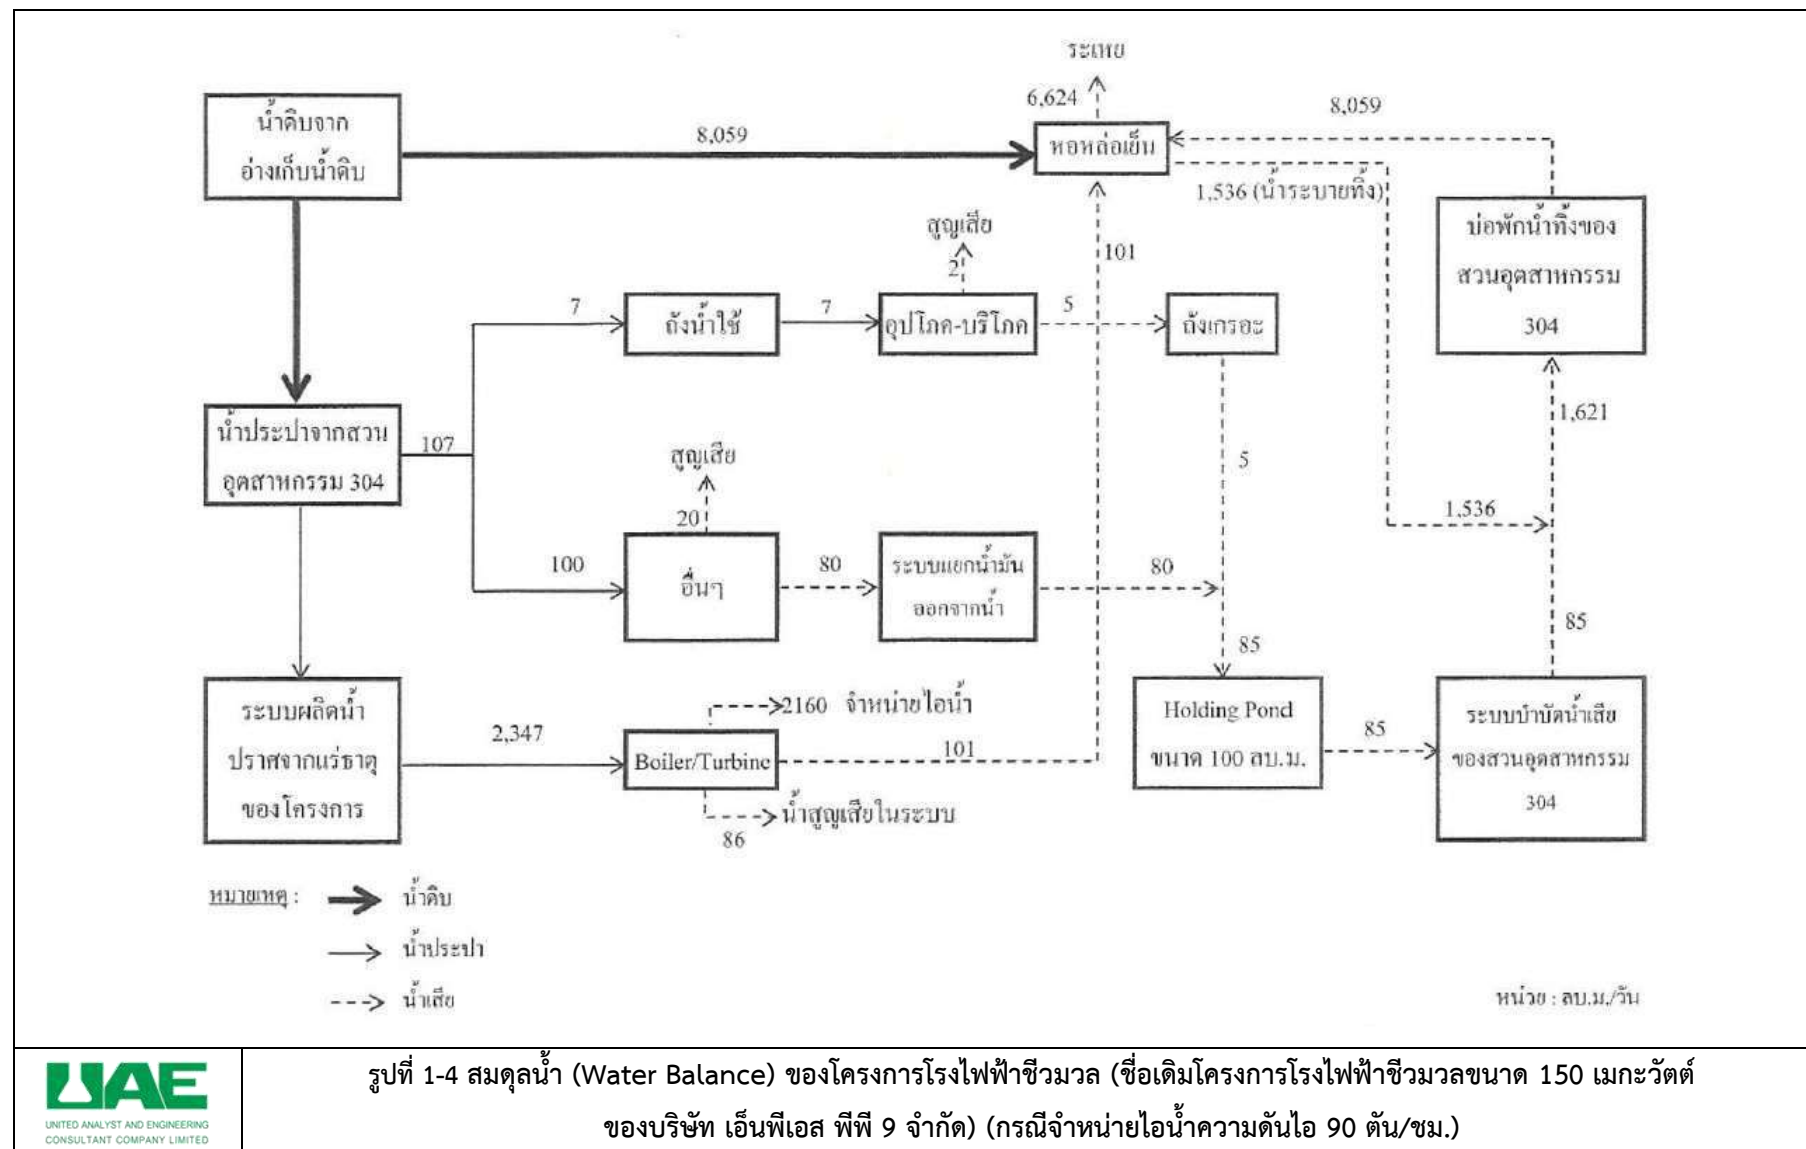 ระเหย
6,624
8,059
น้ำดิบจาก
อ่างเก็บน้ำดิบ
8,059
หอหล่อเย็น
1,536 (น้ำระบายทิ้ง)
บ่อพักน้ำทิ้งของ
สวนอุตสาหกรรม
304
สูญเสีย
2
101
7
ถังน้ำใช้
7
อุปโภค-บริโภค
5
ถังเกรอะ
1,621
น้ำประปาจากสวน
อุตสาหกรรม 304
107
สูญเสีย
20
5
1,536
100
อื่นๆ
80
ระบบแยกน้ำมัน
ออกจากน้ำ
80
85
85
ระบบผลิตน้ำ
ปราศจากแร่ธาตุ
ของโครงการ
2,347
2160 จำหน่ายไอน้ำ
Boiler/Turbine
101
น้ำสูญเสียในระบบ
86
Holding Pond
ขนาด 100 ลบ.ม.
85
ระบบบำบัดน้ำเสีย
ของสวนอุตสาหกรรม
304
หมายเหตุ :
น้ำดิบ
น้ำประปา
น้ำเสีย
หน่วย : ลบ.ม./วัน
UAE
UNITED ANALYST AND ENGINEERING
CONSULTANT COMPANY LIMITED
รูปที่ 1-4 สมดุลน้ำ (Water Balance) ของโครงการโรงไฟฟ้าชีวมวล (ชื่อเดิมโครงการโรงไฟฟ้าชีวมวลขนาด 150 เมกะวัตต์
ของบริษัท เอ็นพีเอส พีพี 9 จำกัด) (กรณีจำหน่ายไอน้ำความดันไอ 90 ตัน/ชม.)